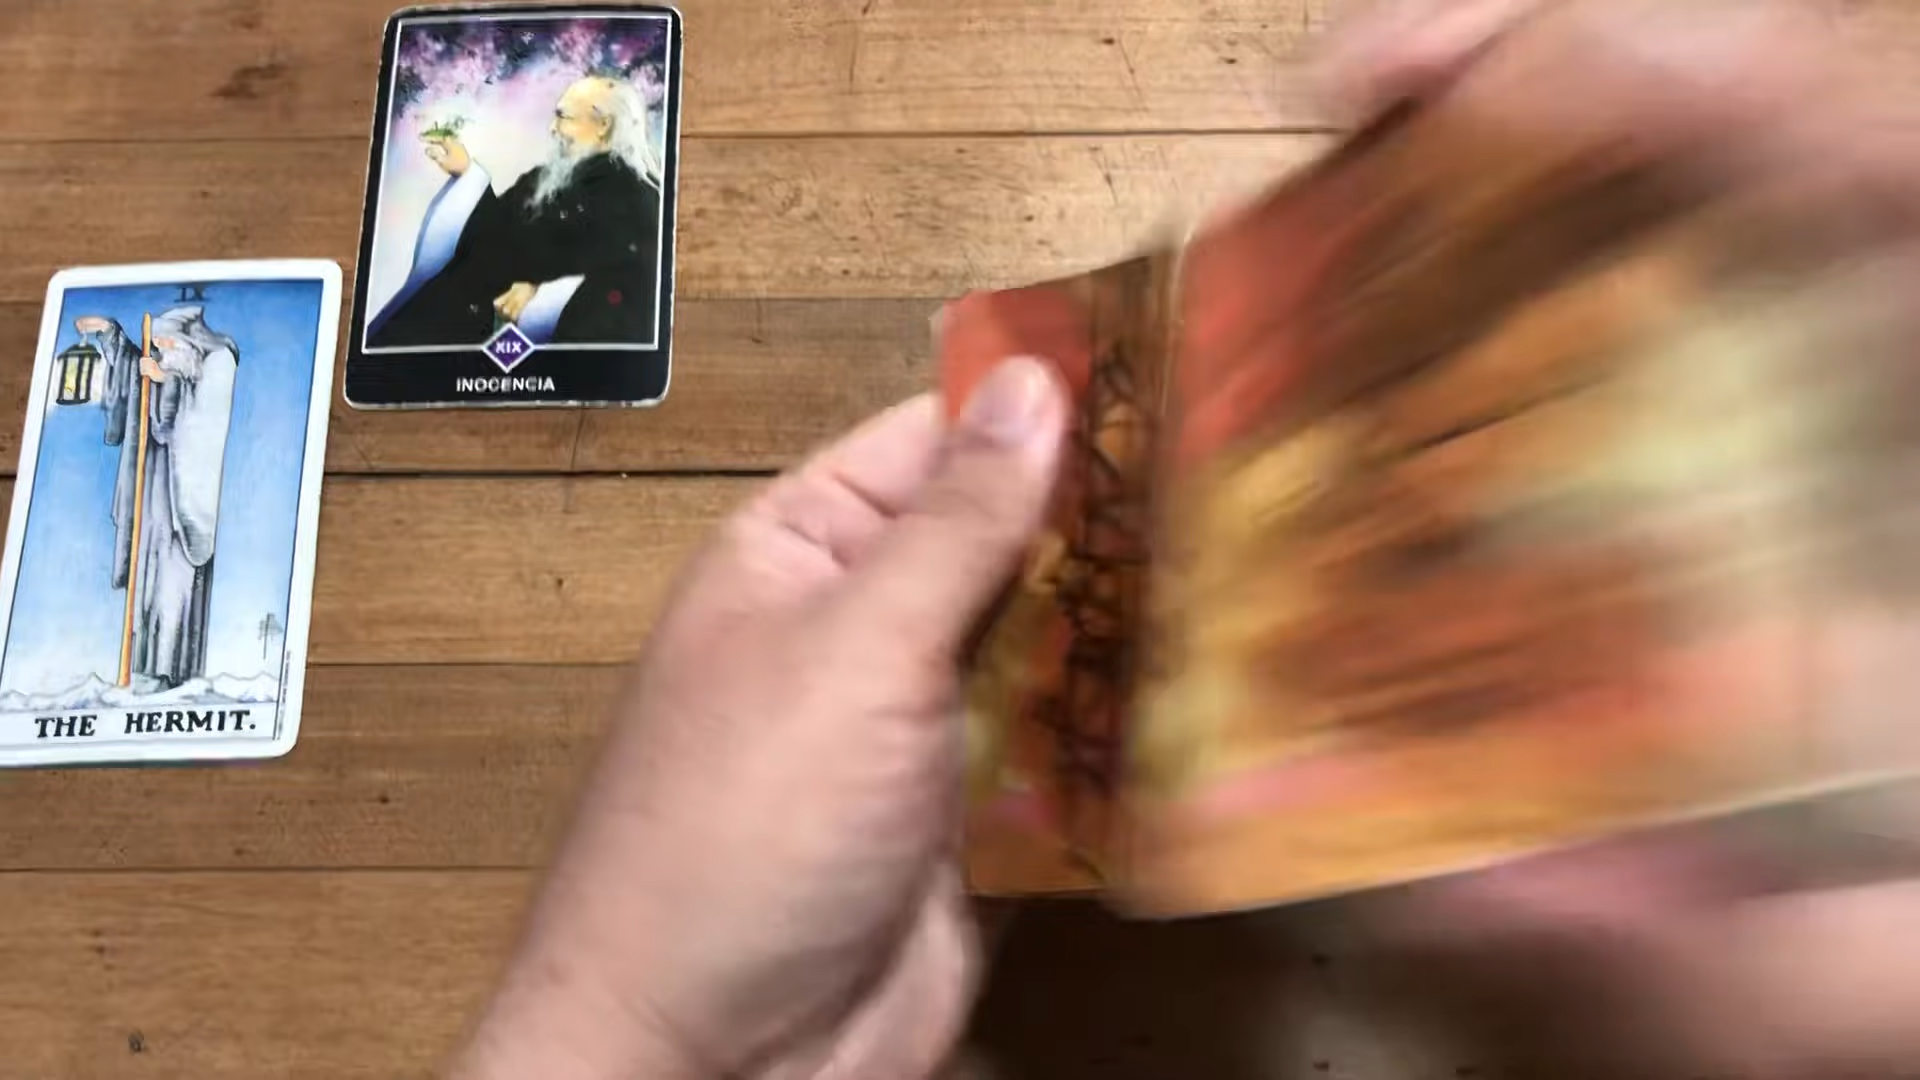 XIX
INOCENCIA
IX
THE HERMIT.